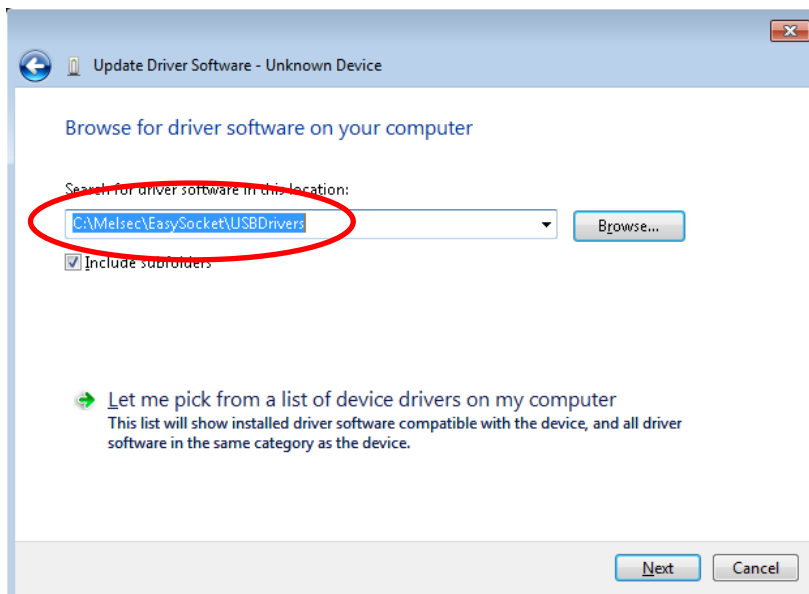 Update Driver Software - Unknown Device
Browse for driver software on your computer
Search for driver software in this location:
C:\Melsec\EasySocket\USBDrivers
Browse...
Include subfolders
Let me pick from a list of device drivers on my computer
This list will show installed driver software compatible with the device, and all driver
software in the same category as the device.
Next
Cancel